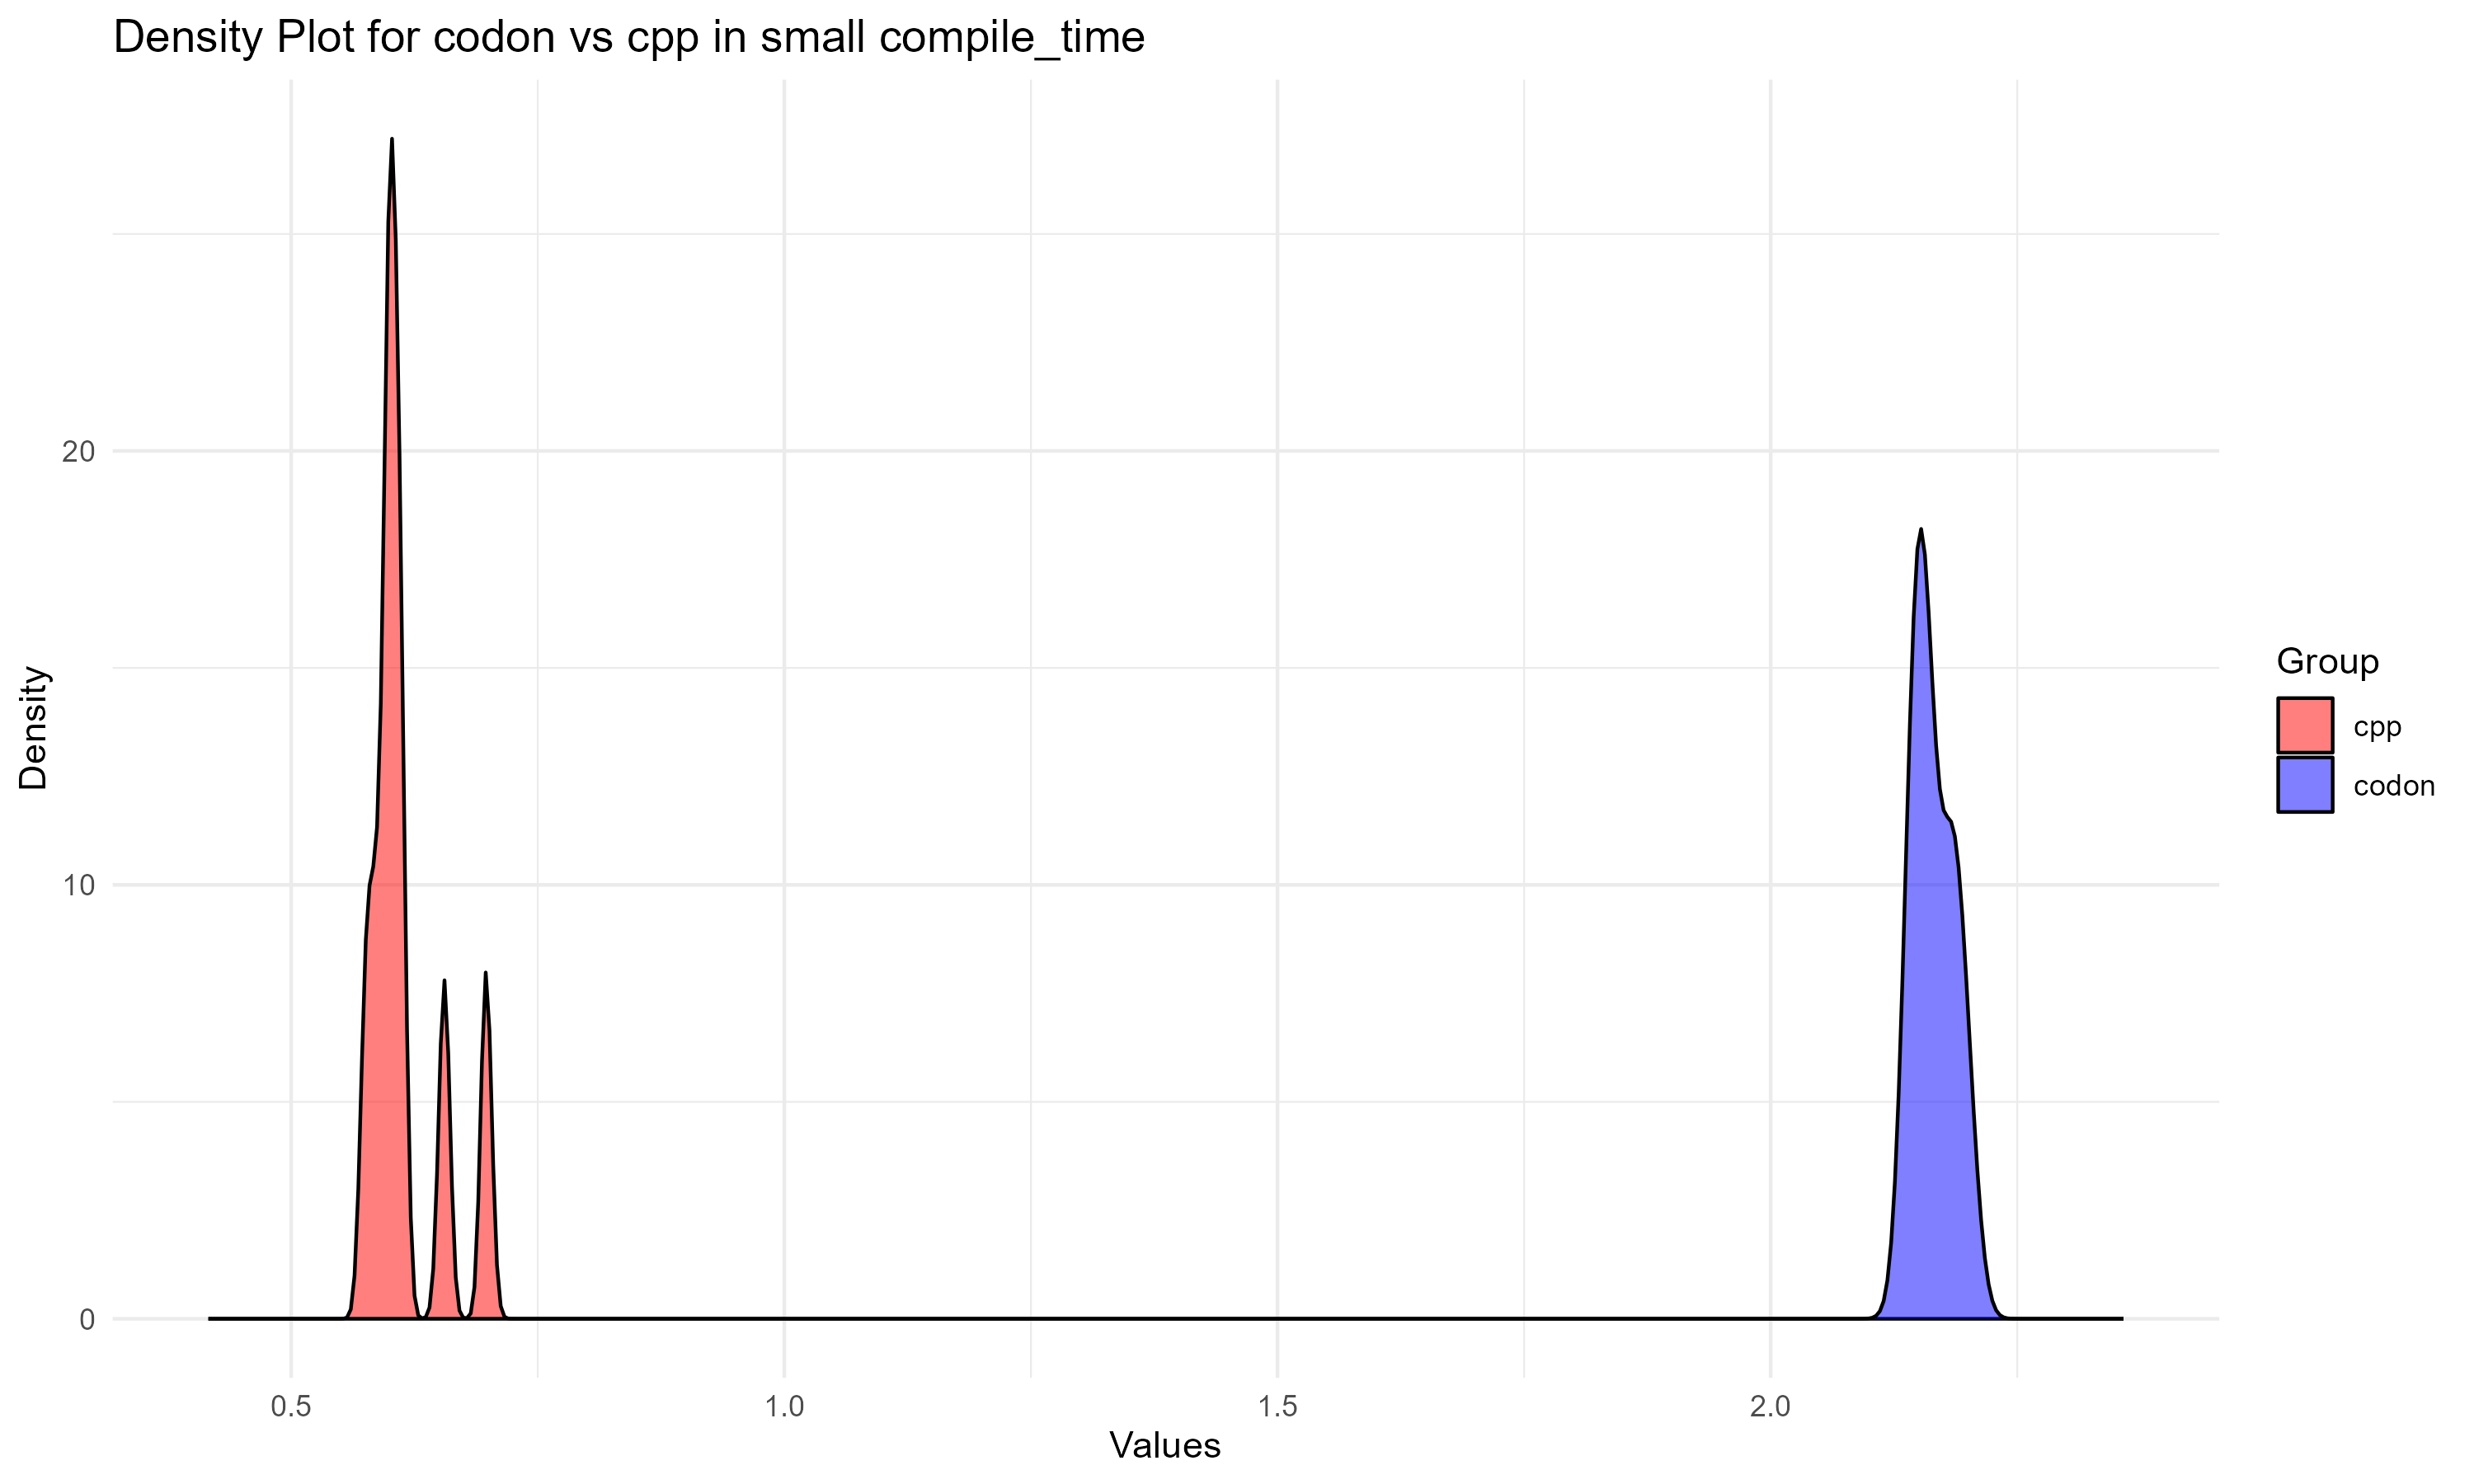 Density Plot for codon vs cpp in small compile_time
Density
20
10
0
0.5 1.0 1.5 2.0
Values
Group
cpp
codon